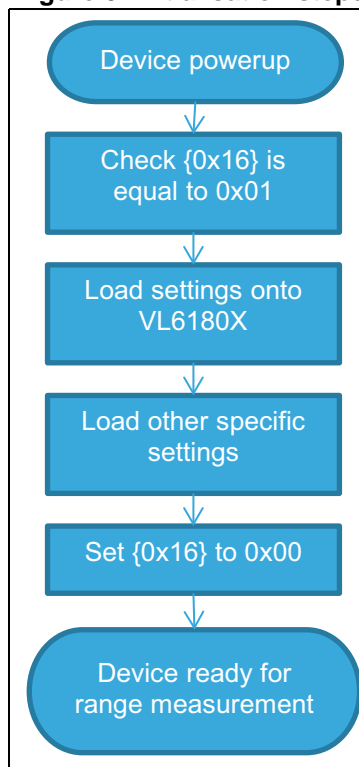 Device powerup
Check {0x16} is
equal to 0x01
Load settings onto
VL6180X
Load other specific
settings
Set {0x16} to 0x00
Device ready for
range measurement